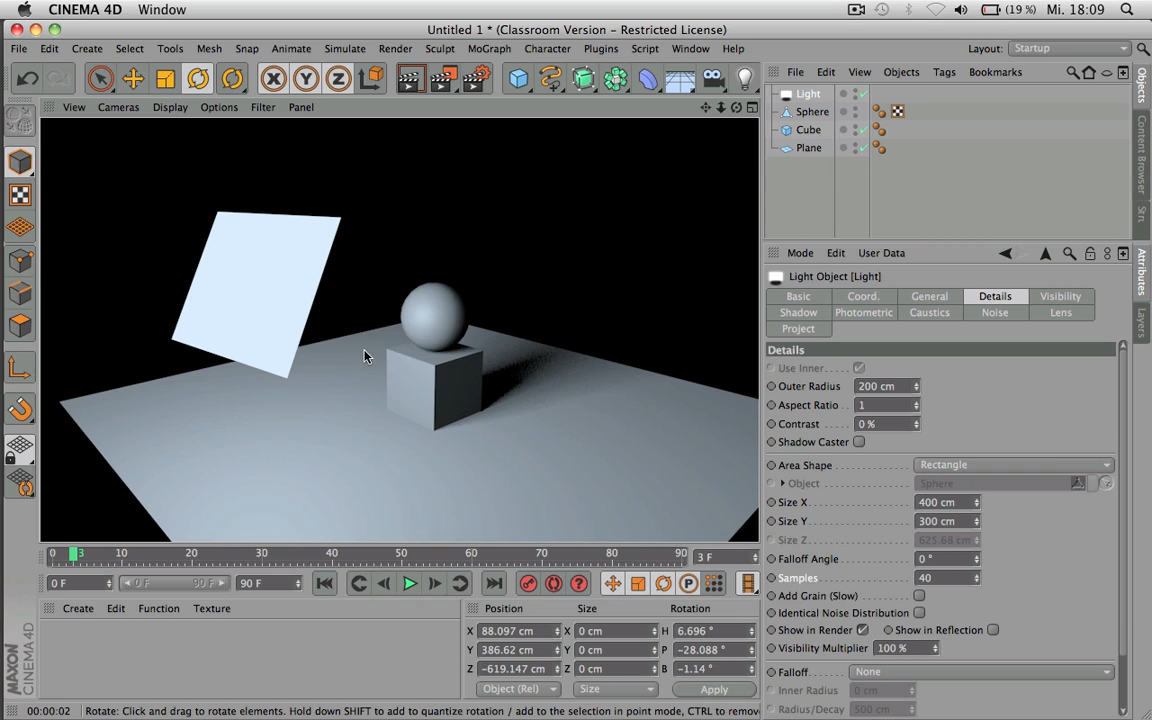 CINEMA 4D Window (19 %) Mi. 18:09
Untitled 1 * (Classroom Version - Restricted License)
File Edit Create Select Tools Mesh Snap Animate Simulate Render Sculpt MoGraph Character Plugins Script Window Help Layout: Startup
X Y Z
File Edit View Objects Tags Bookmarks
View Cameras Display Options Filter Panel
Light
Sphere
Cube
Plane
Objects
Content Browser
Str
Attributes
Layers
Mode Edit User Data
Light Object [Light]
Basic Coord. General Details Visibility
Shadow Photometric Caustics Noise Lens
Project
Details
Use Inner
Outer Radius 200 cm
Aspect Ratio 1
Contrast 0 %
Shadow Caster
Area Shape Rectangle
Object Sphere
Size X 400 cm
Size Y 300 cm
Size Z 625.68 cm
Falloff Angle 0 °
Samples 40
Add Grain (Slow)
Identical Noise Distribution
Show in Render Show in Reflection
Visibility Multiplier 100 %
Falloff None
Inner Radius 0 cm
Radius/Decay 500 cm
0 3 10 20 30 40 50 60 70 80 90 3 F
0 F 0 F 90 F 90 F ? P
Create Edit Function Texture
Position Size Rotation
X 88.097 cm X 0 cm H 6.696 °
Y 386.62 cm Y 0 cm P -28.088 °
Z -619.147 cm Z 0 cm B -1.14 °
Object (Rel) Size Apply
MAXON
CINEMA 4D
00:00:02 Rotate: Click and drag to rotate elements. Hold down SHIFT to add to quantize rotation / add to the selection in point mode, CTRL to remov